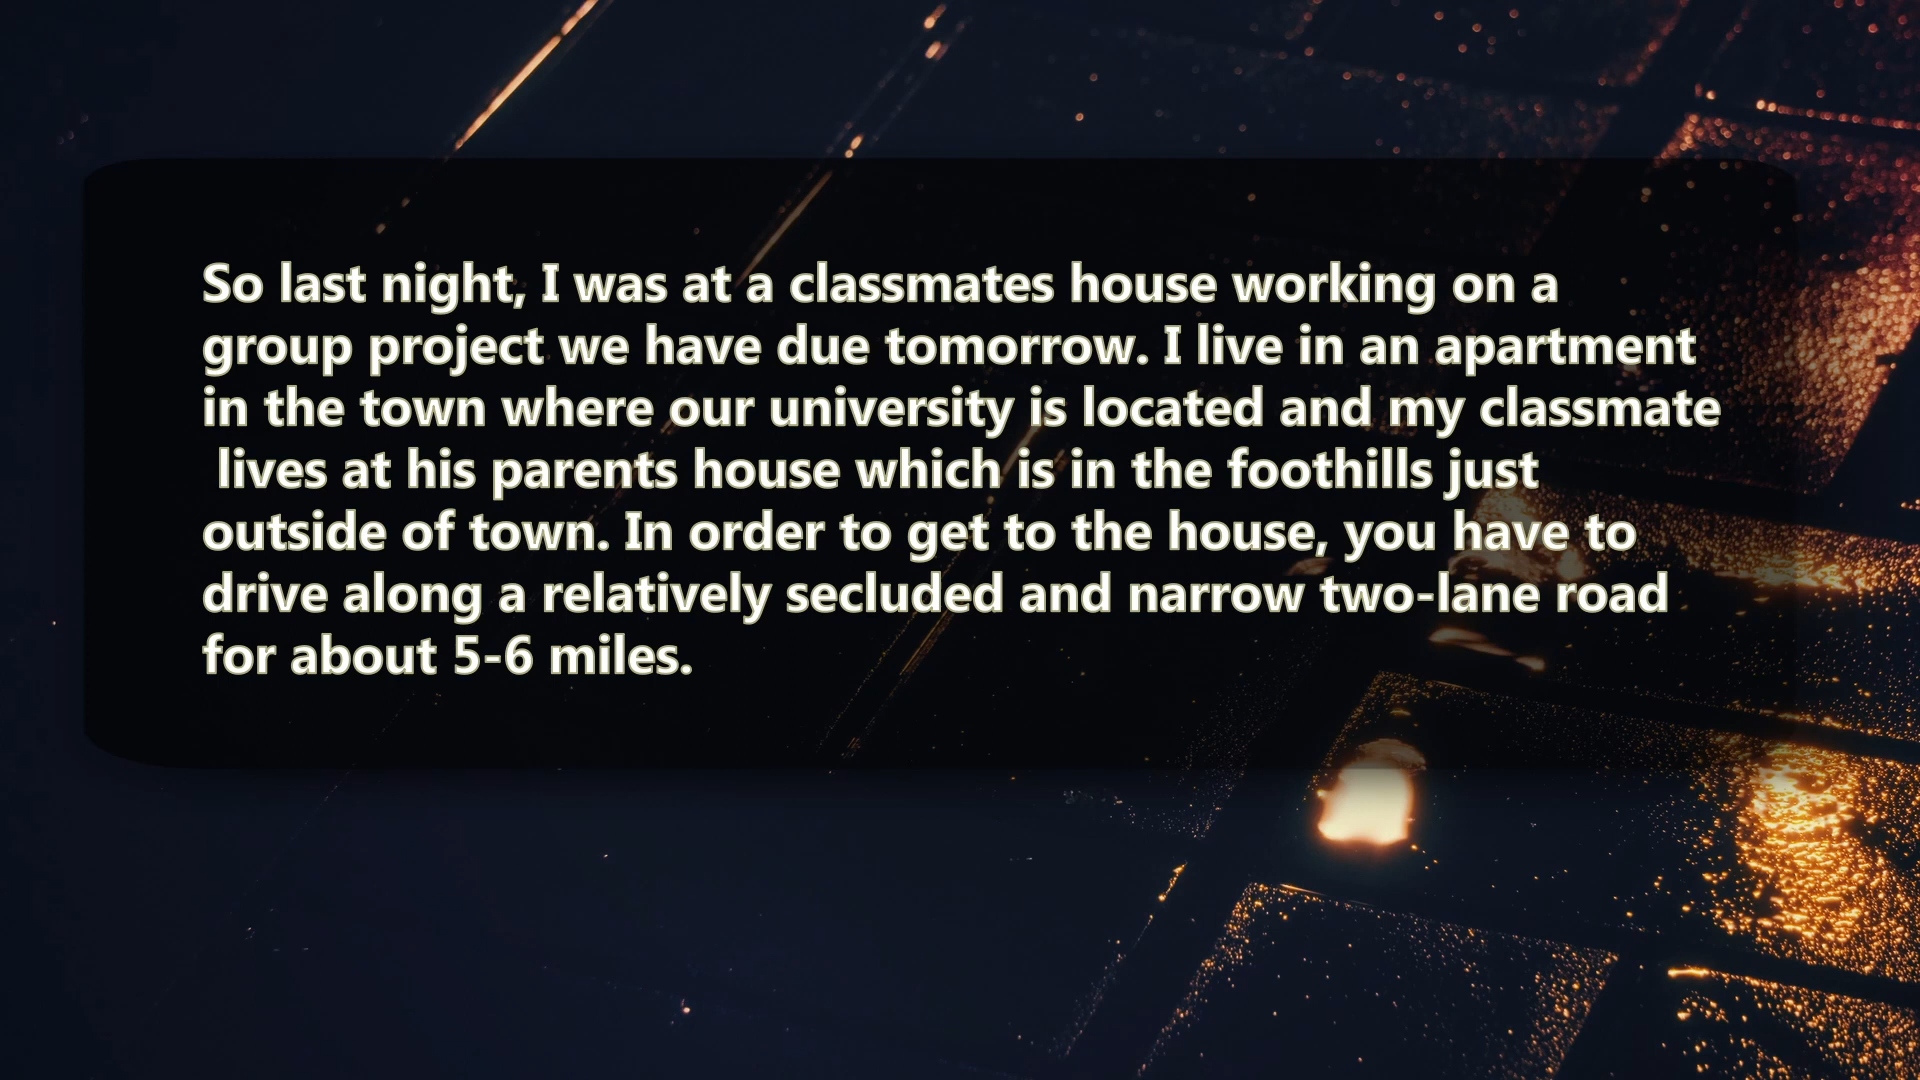 So last night, I was at a classmates house working on a
group project we have due tomorrow. I live in an apartment
in the town where our university is located and my classmate
lives at his parents house which is in the foothills just
outside of town. In order to get to the house, you have to
drive along a relatively secluded and narrow two-lane road
for about 5-6 miles.